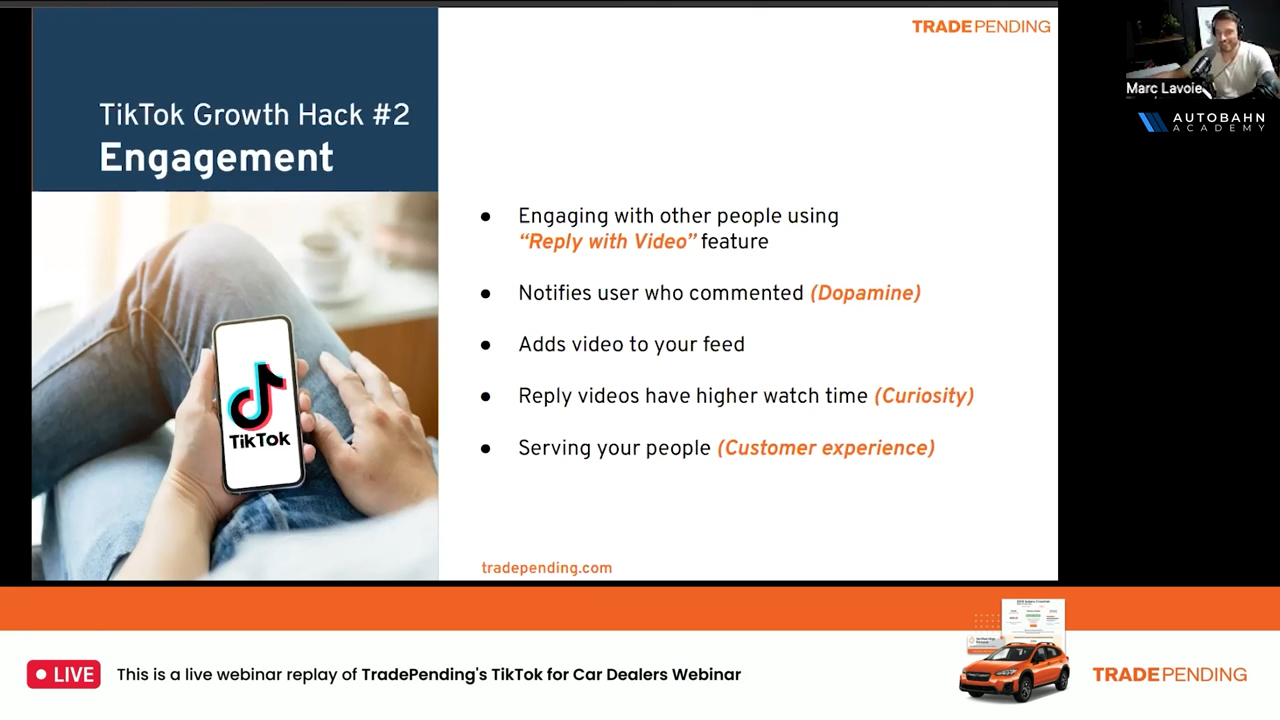 TRADEPENDING
TikTok Growth Hack #2
Engagement
TikTok
● Engaging with other people using
“Reply with Video” feature
● Notifies user who commented (Dopamine)
● Adds video to your feed
● Reply videos have higher watch time (Curiosity)
● Serving your people (Customer experience)
tradepending.com
Marc Lavoie
AUTOBAHN
ACADEMY
LIVE
This is a live webinar replay of TradePending's TikTok for Car Dealers Webinar
TRADEPENDING